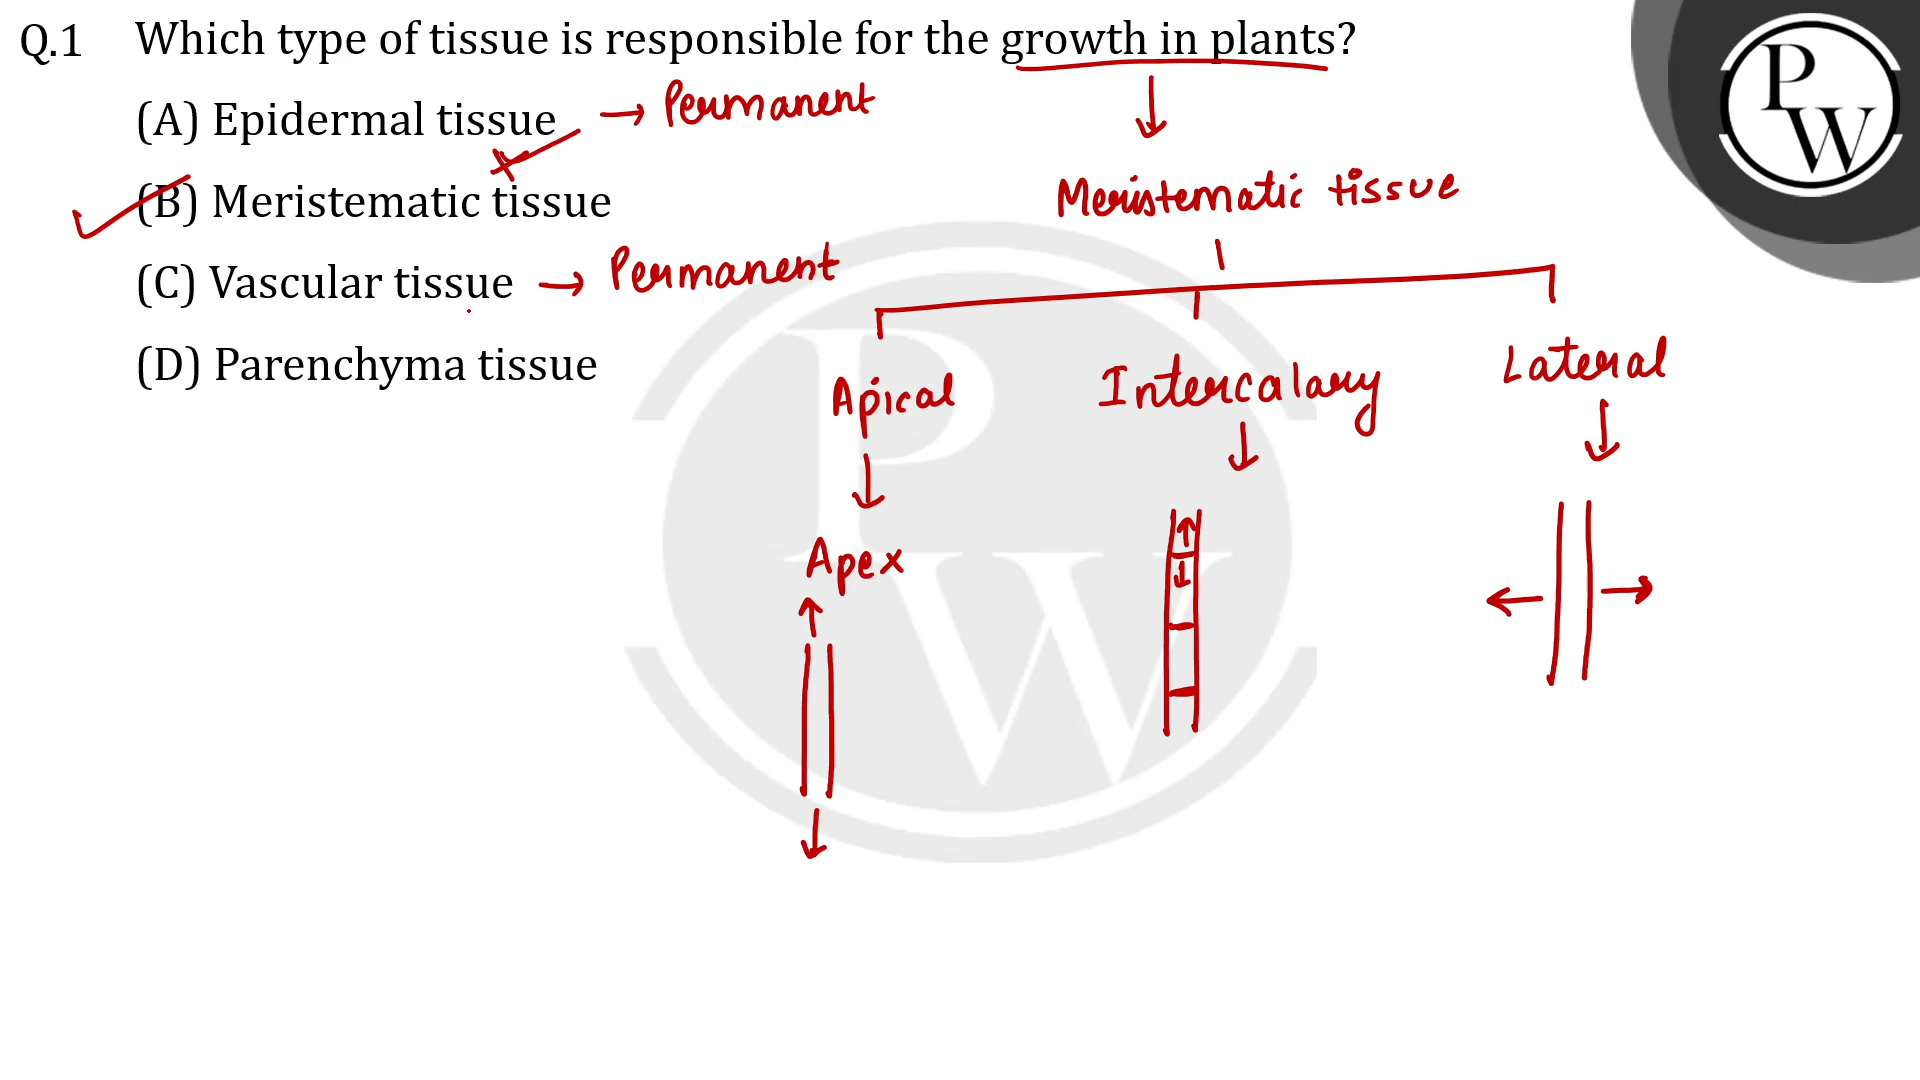 Q.1 Which type of tissue is responsible for the growth in plants?
(A) Epidermal tissue → Permanent
(B) Meristematic tissue
(C) Vascular tissue → Permanent
(D) Parenchyma tissue
Meristematic tissue
Apical Intercalary Lateral
Apex
P
W
P
W